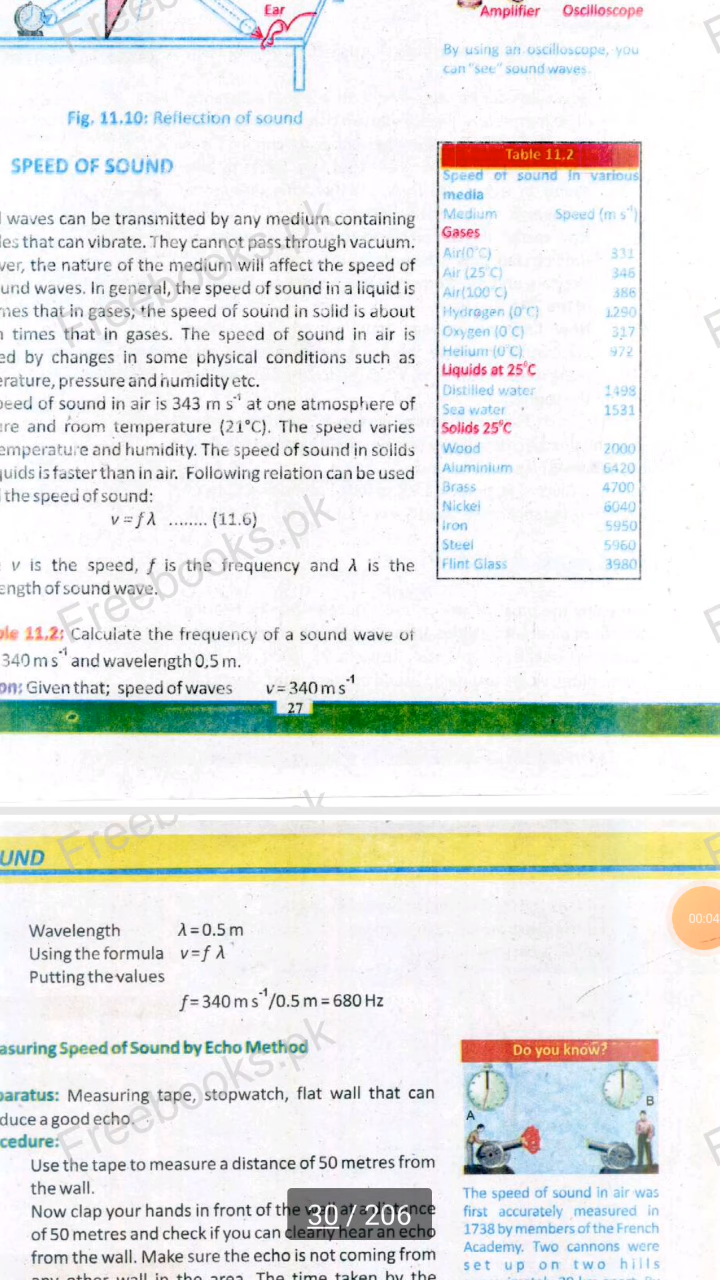 Ear
Amplifier Oscilloscope
By using an oscilloscope, you
can "see" sound waves.
Fig. 11.10: Reflection of sound
SPEED OF SOUND
waves can be transmitted by any medium containing
les that can vibrate. They cannot pass through vacuum.
ver, the nature of the medium will affect the speed of
und waves. In general, the speed of sound in a liquid is
mes that in gases; the speed of sound in solid is about
n times that in gases. The speed of sound in air is
ed by changes in some physical conditions such as
erature, pressure and humidity etc.
peed of sound in air is 343 m s⁻¹ at one atmosphere of
re and room temperature (21°C). The speed varies
emperature and humidity. The speed of sound in solids
quids is faster than in air. Following relation can be used
the speed of sound:
v = f λ ........ (11.6)
v is the speed, f is the frequency and λ is the
ength of sound wave.
ple 11.2: Calculate the frequency of a sound wave of
340 m s⁻¹ and wavelength 0.5 m.
on: Given that; speed of waves v = 340 m s⁻¹
Table 11.2
Speed of sound in various
media
Medium Speed (m s⁻¹)
Gases
Air(0°C) 331
Air (25°C) 346
Air(100°C) 386
Hydrogen (0°C) 1290
Oxygen (0°C) 317
Helium (0°C) 972
Liquids at 25°C
Distilled water 1498
Sea water 1531
Solids 25°C
Wood 2000
Aluminium 6420
Brass 4700
Nickel 6040
Iron 5950
Steel 5960
Flint Glass 3980
27
Freebooks.pk
UND
00:04
Wavelength λ = 0.5 m
Using the formula v = f λ
Putting the values
f = 340 m s⁻¹/0.5 m = 680 Hz
asuring Speed of Sound by Echo Method
paratus: Measuring tape, stopwatch, flat wall that can
duce a good echo.
cedure:
Use the tape to measure a distance of 50 metres from
the wall.
Now clap your hands in front of the wall at a distance
of 50 metres and check if you can clearly hear an echo
from the wall. Make sure the echo is not coming from
any other wall in the area. The time taken by the
30 / 206
Do you know?
A
B
The speed of sound in air was
first accurately measured in
1738 by members of the French
Academy. Two cannons were
set up on two hills